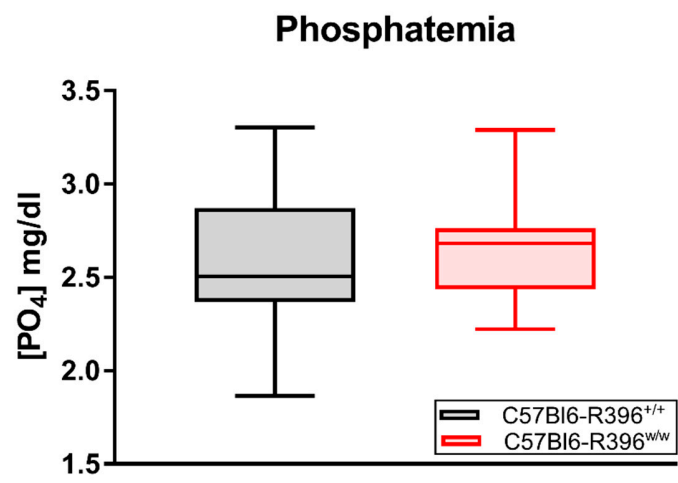 Phosphatemia
3.5
3.0
2.5
2.0
1.5
[PO₄] mg/dl
C57Bl6-R396⁺/⁺
C57Bl6-R396ʷ/ʷ